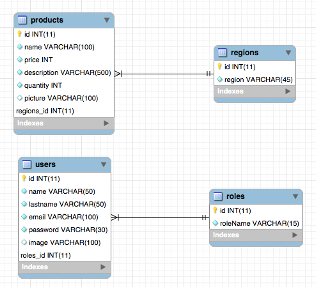 products
id INT(11)
name VARCHAR(100)
price INT
description VARCHAR(500)
quantity INT
picture VARCHAR(100)
regions_id INT(11)
Indexes
regions
id INT(11)
region VARCHAR(45)
Indexes
users
id INT(11)
name VARCHAR(50)
lastname VARCHAR(50)
email VARCHAR(100)
password VARCHAR(30)
image VARCHAR(100)
roles_id INT(11)
Indexes
roles
id INT(11)
roleName VARCHAR(15)
Indexes